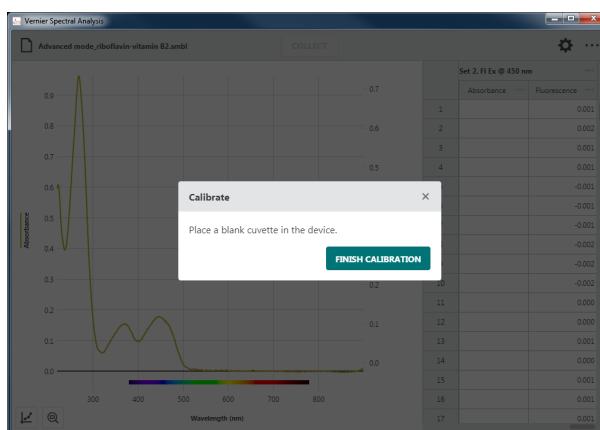 Vernier Spectral Analysis
Advanced mode_riboflavin-vitamin B2.smbl
COLLECT
Set 2. Fl Ex @ 450 nm
Absorbance
Fluorescence
0.9
0.8
0.7
0.6
0.5
0.4
0.3
0.2
0.1
0.0
Absorbance
0.7
0.6
0.5
0.2
0.1
0.0
300 400 500 600 700 800
Wavelength (nm)
Calibrate
Place a blank cuvette in the device.
FINISH CALIBRATION
1 0.001
2 0.002
3 0.001
4 0.001
-0.001
-0.001
-0.001
-0.002
-0.002
10 -0.002
11 0.000
12 0.000
13 0.001
14 0.000
15 0.001
16 0.001
17 0.001